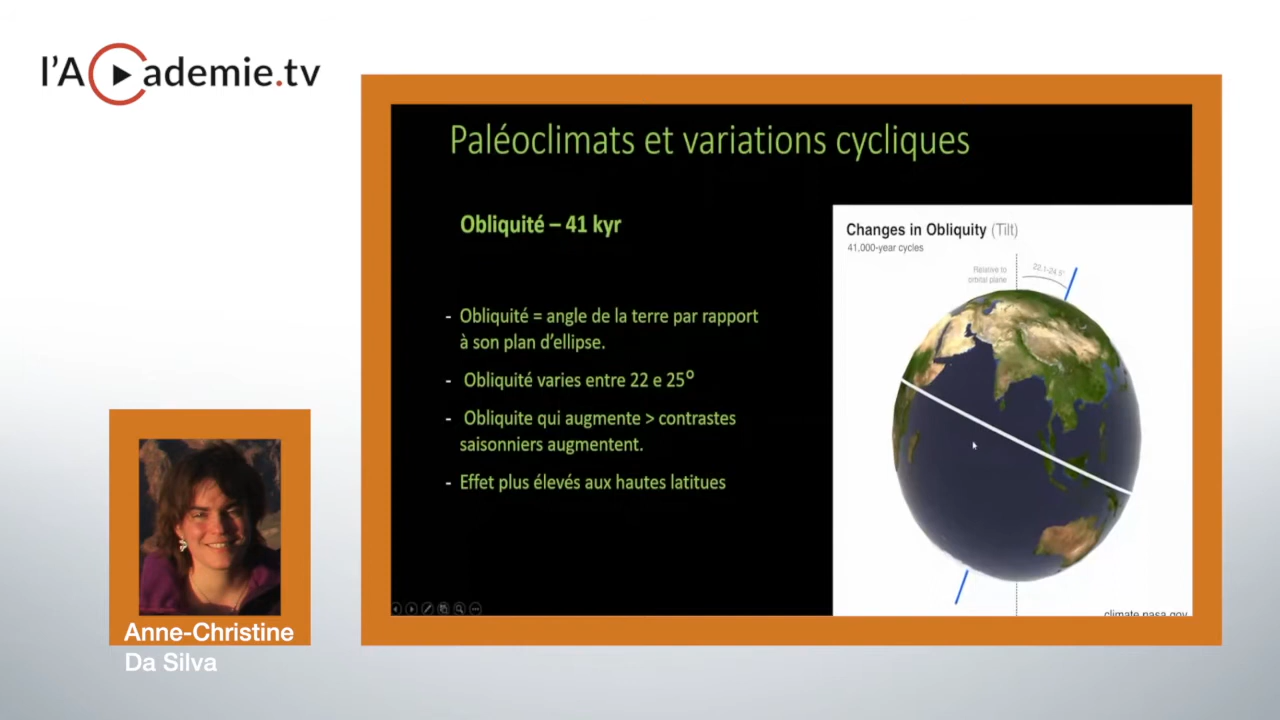 l'Academie.tv
Paléoclimats et variations cycliques
Obliquité – 41 kyr
- Obliquité = angle de la terre par rapport
à son plan d'ellipse.
- Obliquité varies entre 22 e 25°
- Obliquite qui augmente > contrastes
saisonniers augmentent.
- Effet plus élevés aux hautes latitues
Changes in Obliquity (Tilt)
41,000-year cycles
Relative to
orbital plane
22.1-24.5°
climate.nasa.gov
Anne-Christine
Da Silva